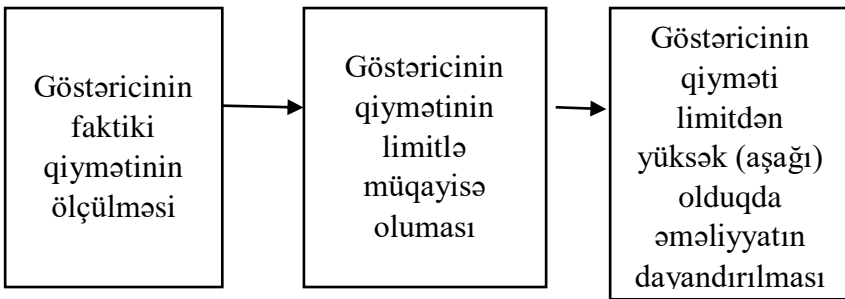 Göstəricinin
faktiki
qiymətinin
ölçülməsi
Göstəricinin
qiymətinin
limitlə
müqayisə
oluması
Göstəricinin
qiyməti
limitdən
yüksək (aşağı)
olduqda
əməliyyatın
dayandırılması